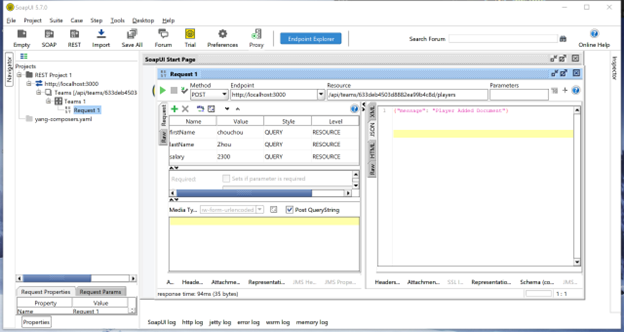 SoapUI 5.7.0
File Project Suite Case Step Tools Desktop Help
Empty SOAP REST Import Save All Forum Trial Preferences Proxy Endpoint Explorer Search Forum Online Help
Navigator
Projects
REST Project 1
http://localhost:3000
Teams [/api/teams/633deb4503
Teams 1
Request 1
yang-composers.yaml
SoapUI Start Page
Request 1
Method Endpoint Resource Parameters
POST http://localhost:3000 /api/teams/633deb4503d8882ea99b4c8d/players
Request
Raw
Name Value Style Level
firstName chouchou QUERY RESOURCE
lastName Zhou QUERY RESOURCE
salary 2300 QUERY RESOURCE
Required: Sets if parameter is required
Media Ty... Post QueryString
A... Heade... Attachme... Representati... JMS He... JMS Prope...
XML
JSON
HTML
Raw
1 {"message": "Player Added Document"}
Headers... Attachmen... SSL I... Representatio... Schema (co... JMS...
response time: 94ms (35 bytes)
1 : 1
Inspector
Request Properties Request Params
Property Value
Name Request 1
Properties
SoapUI log http log jetty log error log wsrm log memory log